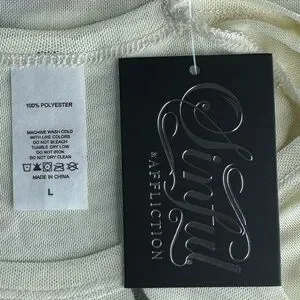 100% POLYESTER
MACHINE WASH COLD
WITH LIKE COLORS
DO NOT BLEACH
TUMBLE DRY LOW
DO NOT IRON
DO NOT DRY CLEAN
MADE IN CHINA
L
Sinful
BY AFFLICTION